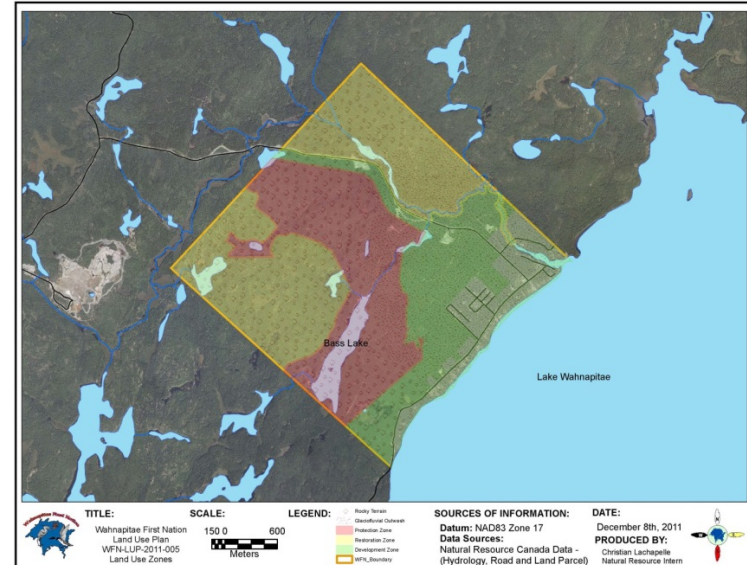 Bass Lake
Lake Wahnapitae
Wahnapitae First Nation
TITLE:
Wahnapitae First Nation
Land Use Plan
WFN-LUP-2011-005
Land Use Zones
SCALE:
150 0 600
Meters
LEGEND:
Rocky Terrain
Glaciofluvial Outwash
Protection Zone
Restoration Zone
Development Zone
WFN_Boundary
SOURCES OF INFORMATION:
Datum: NAD83 Zone 17
Data Sources:
Natural Resource Canada Data -
(Hydrology, Road and Land Parcel)
DATE:
December 8th, 2011
PRODUCED BY:
Christian Lachapelle
Natural Resource Intern